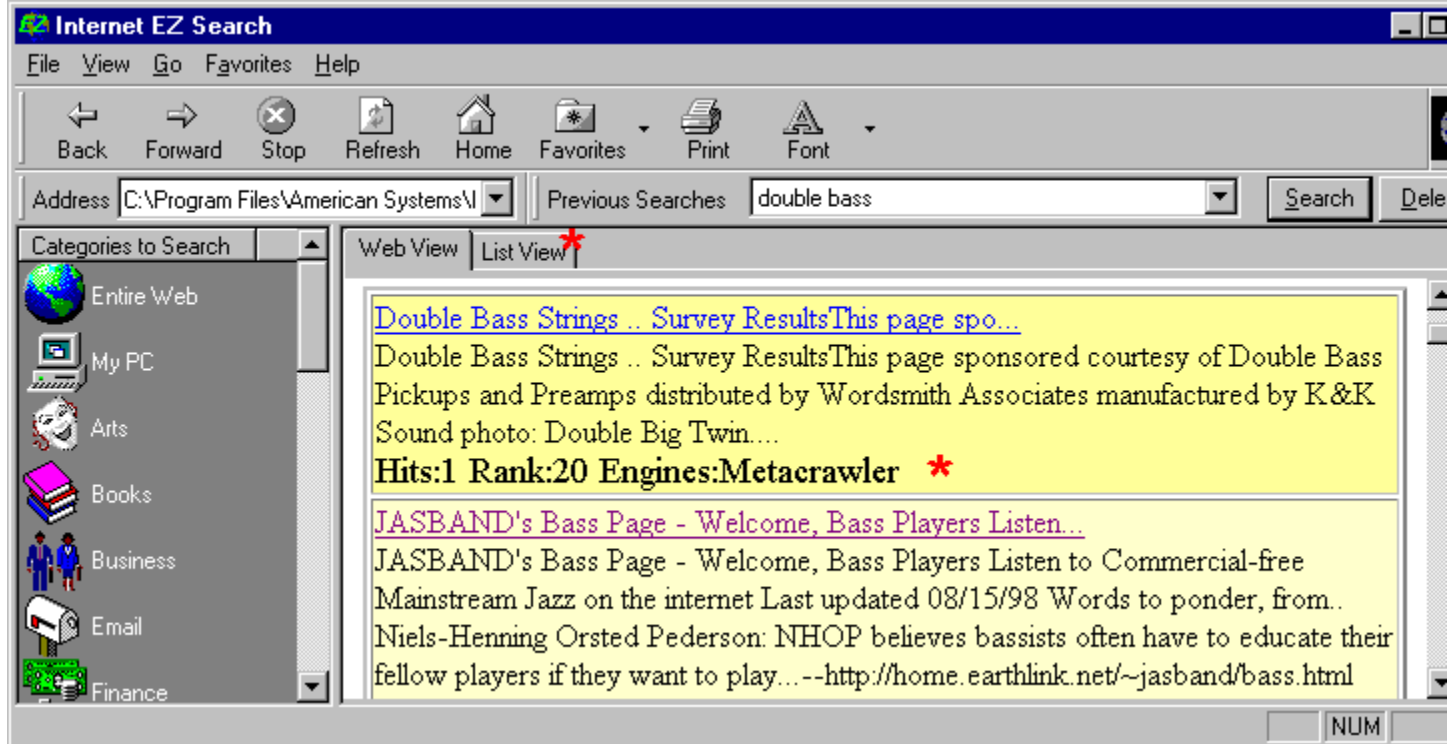 Internet EZ Search
File View Go Favorites Help
Back Forward Stop Refresh Home Favorites Print Font
Address C:\Program Files\American Systems\I Previous Searches double bass Search Dele
Categories to Search
Entire Web
My PC
Arts
Books
Business
Email
Finance
Web View List View*
Double Bass Strings .. Survey ResultsThis page spo...
Double Bass Strings .. Survey ResultsThis page sponsored courtesy of Double Bass
Pickups and Preamps distributed by Wordsmith Associates manufactured by K&K
Sound photo: Double Big Twin....
Hits:1 Rank:20 Engines:Metacrawler *
JASBAND's Bass Page - Welcome, Bass Players Listen...
JASBAND's Bass Page - Welcome, Bass Players Listen to Commercial-free
Mainstream Jazz on the internet Last updated 08/15/98 Words to ponder, from..
Niels-Henning Orsted Pederson: NHOP believes bassists often have to educate their
fellow players if they want to play...--http://home.earthlink.net/~jasband/bass.html
NUM